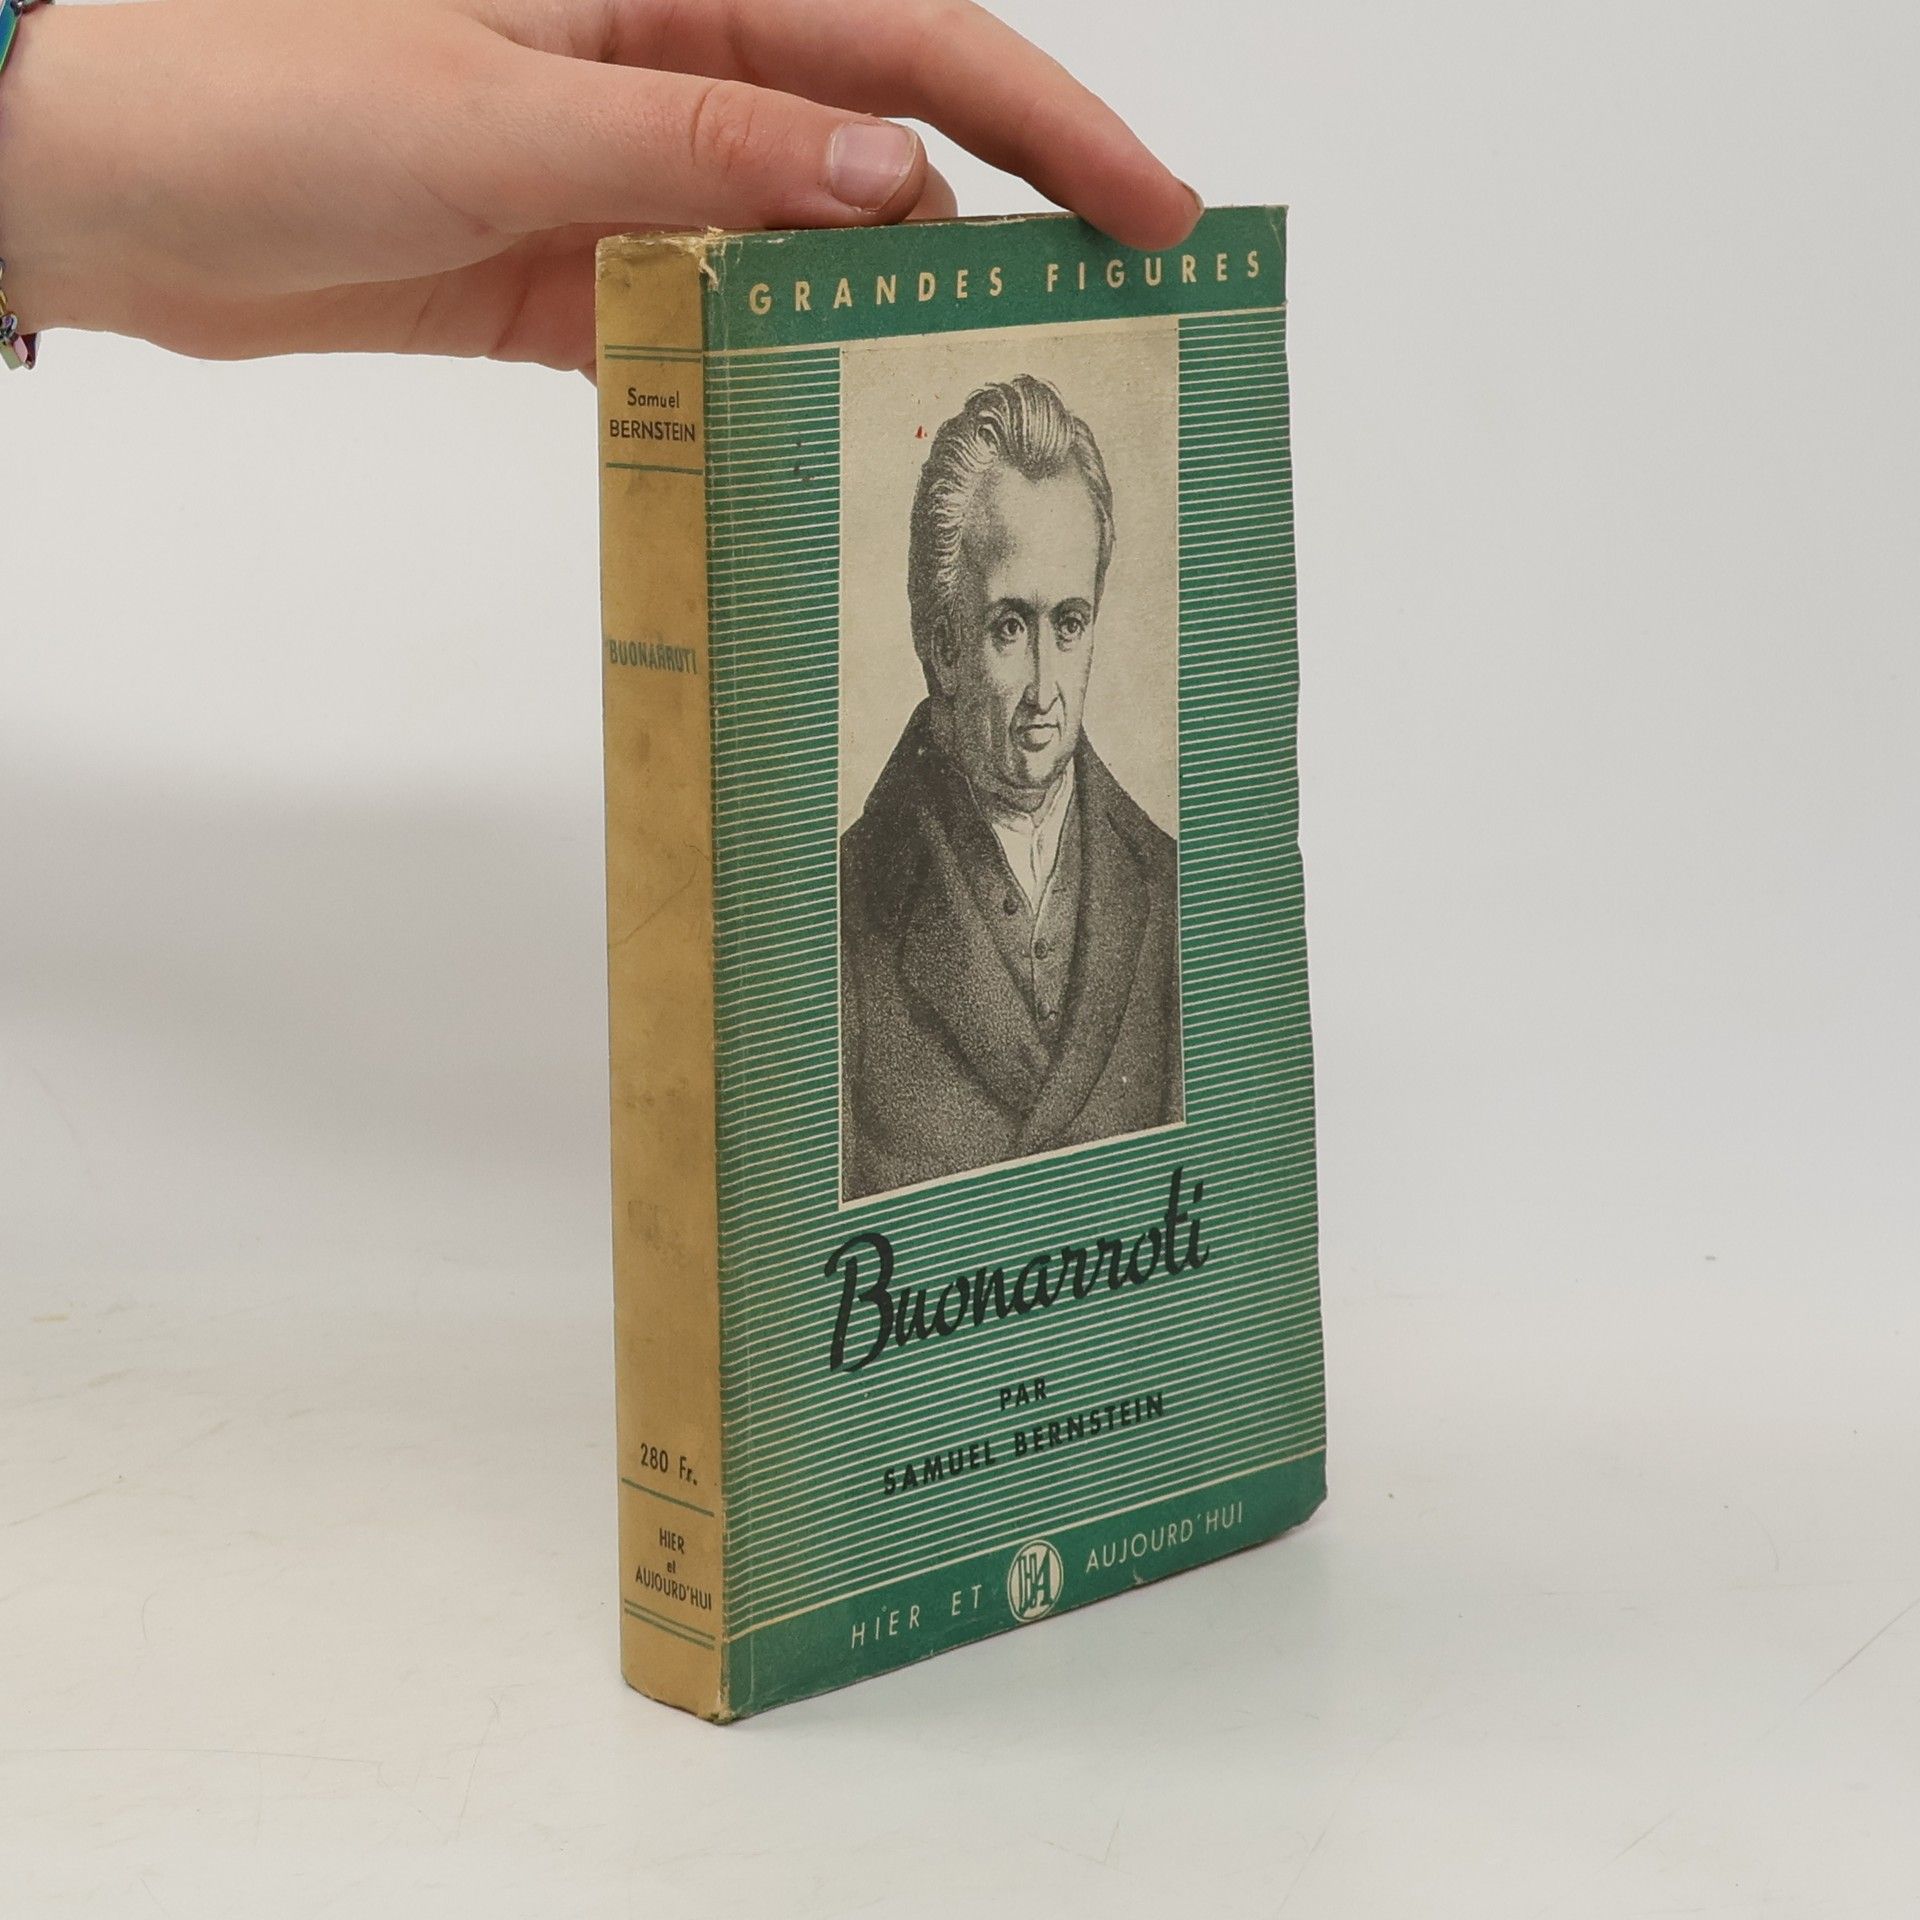 Samuel
BERNSTEIN
BUONARROTI
280 Fr.
HIER
et
AUJOURD'HUI
GRANDES FIGURES
Buonarroti
PAR
SAMUEL BERNSTEIN
HIER ET HA AUJOURD'HUI